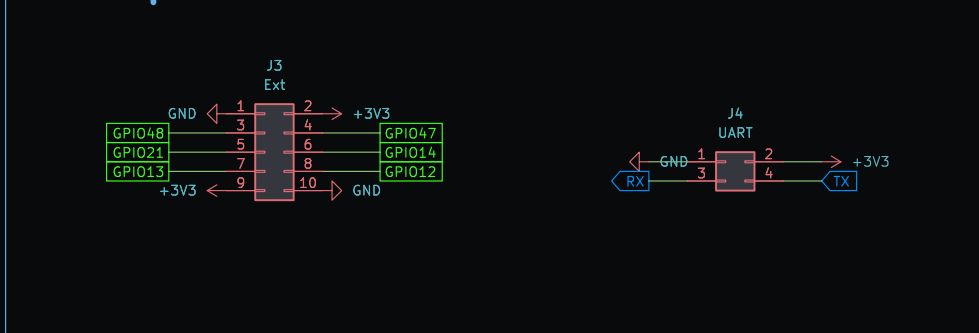 J3
Ext
GND 1 2 +3V3
GPIO48 3 4 GPIO47
GPIO21 5 6 GPIO14
GPIO13 7 8 GPIO12
+3V3 9 10 GND
J4
UART
GND 1 2 +3V3
RX 3 4 TX